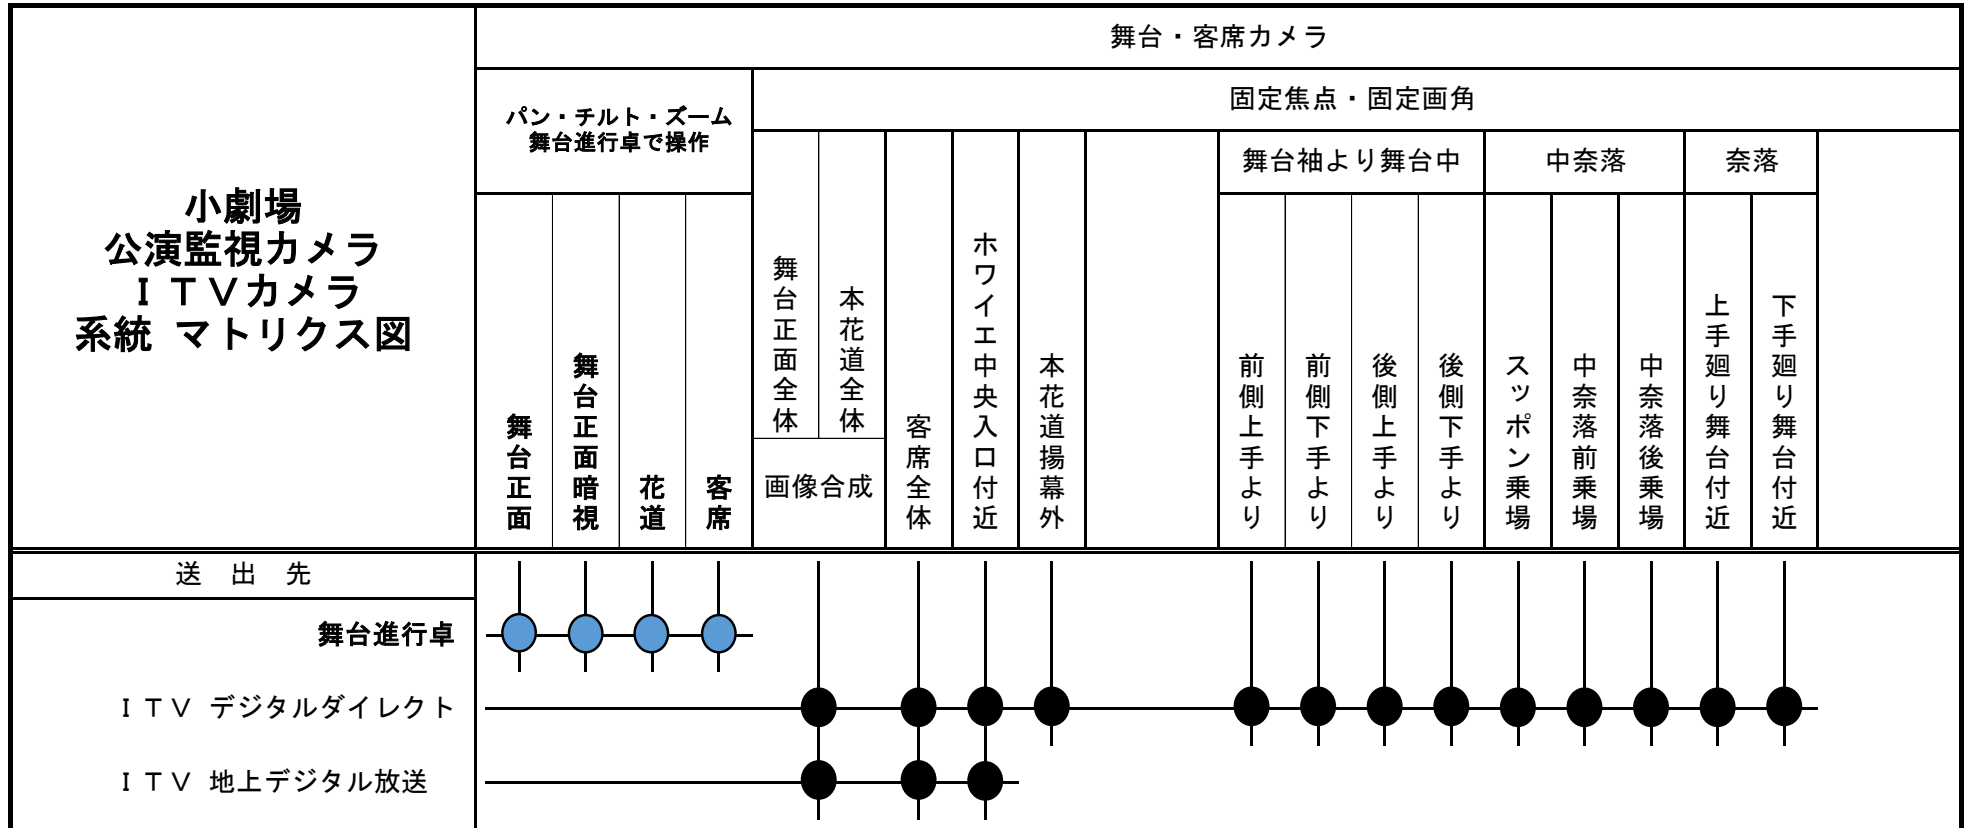 舞台・客席カメラ
小劇場
公演監視カメラ
ＩＴＶカメラ
系統 マトリクス図
パン・チルト・ズーム
舞台進行卓で操作
固定焦点・固定画角
舞台袖より舞台中
中奈落
奈落
舞台正面
舞台正面暗視
花道
客席
舞台正面全体
本花道全体
画像合成
客席全体
ホワイエ中央入口付近
本花道揚幕外
前側上手より
前側下手より
後側上手より
後側下手より
スッポン乗場
中奈落前乗場
中奈落後乗場
上手廻り舞台付近
下手廻り舞台付近
送 出 先
舞台進行卓
ＩＴＶ デジタルダイレクト
ＩＴＶ 地上デジタル放送